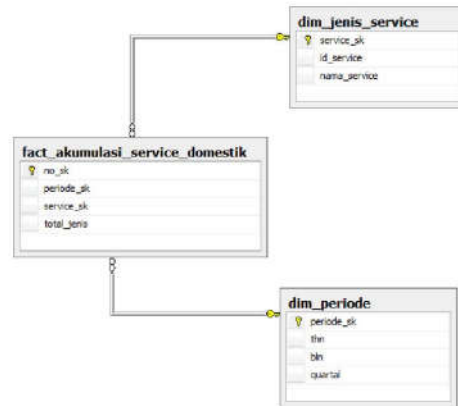 dim_jenis_service
service_sk
id_service
nama_service
fact_akumulasi_service_domestik
no_sk
periode_sk
service_sk
total_jenis
dim_periode
periode_sk
thn
bln
quartal